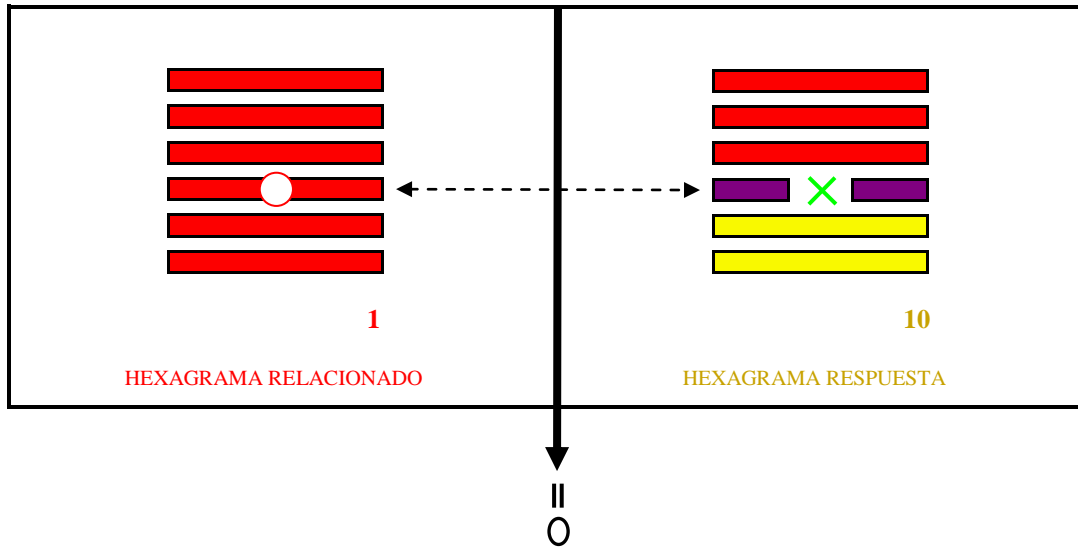 1
10
HEXAGRAMA RELACIONADO
HEXAGRAMA RESPUESTA
=
O